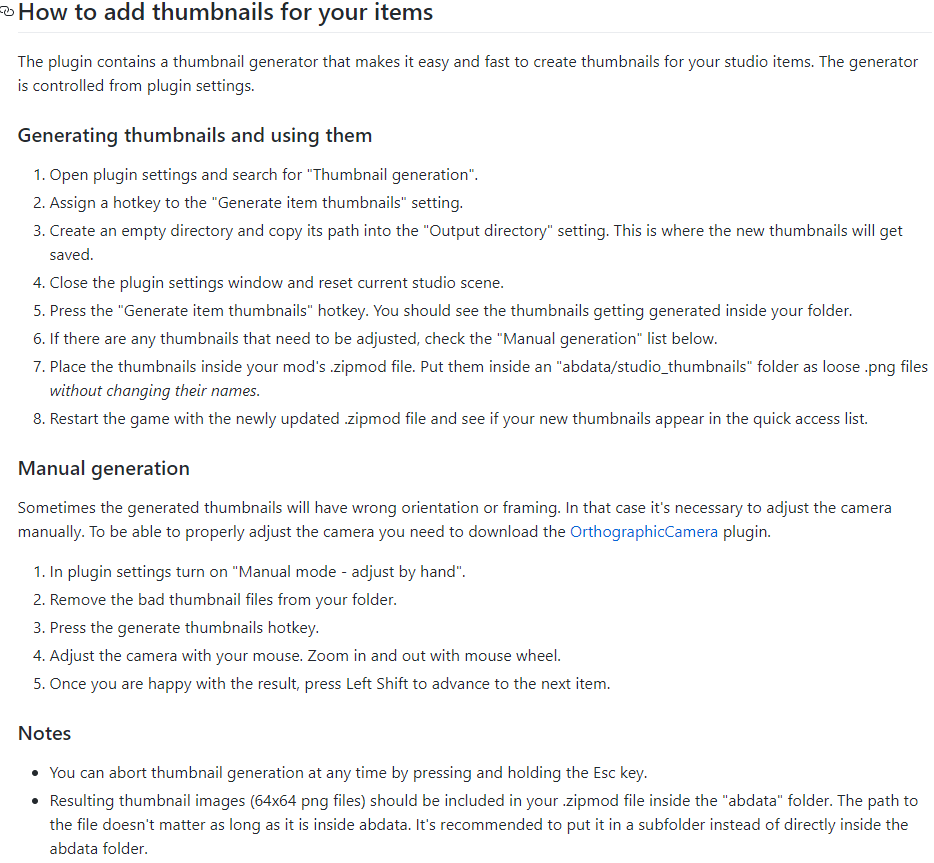 How to add thumbnails for your items
The plugin contains a thumbnail generator that makes it easy and fast to create thumbnails for your studio items. The generator
is controlled from plugin settings.
Generating thumbnails and using them
1. Open plugin settings and search for "Thumbnail generation".
2. Assign a hotkey to the "Generate item thumbnails" setting.
3. Create an empty directory and copy its path into the "Output directory" setting. This is where the new thumbnails will get
saved.
4. Close the plugin settings window and reset current studio scene.
5. Press the "Generate item thumbnails" hotkey. You should see the thumbnails getting generated inside your folder.
6. If there are any thumbnails that need to be adjusted, check the "Manual generation" list below.
7. Place the thumbnails inside your mod's .zipmod file. Put them inside an "abdata/studio_thumbnails" folder as loose .png files
without changing their names.
8. Restart the game with the newly updated .zipmod file and see if your new thumbnails appear in the quick access list.
Manual generation
Sometimes the generated thumbnails will have wrong orientation or framing. In that case it's necessary to adjust the camera
manually. To be able to properly adjust the camera you need to download the OrthographicCamera plugin.
1. In plugin settings turn on "Manual mode - adjust by hand".
2. Remove the bad thumbnail files from your folder.
3. Press the generate thumbnails hotkey.
4. Adjust the camera with your mouse. Zoom in and out with mouse wheel.
5. Once you are happy with the result, press Left Shift to advance to the next item.
Notes
• You can abort thumbnail generation at any time by pressing and holding the Esc key.
• Resulting thumbnail images (64x64 png files) should be included in your .zipmod file inside the "abdata" folder. The path to
the file doesn't matter as long as it is inside abdata. It's recommended to put it in a subfolder instead of directly inside the
abdata folder.